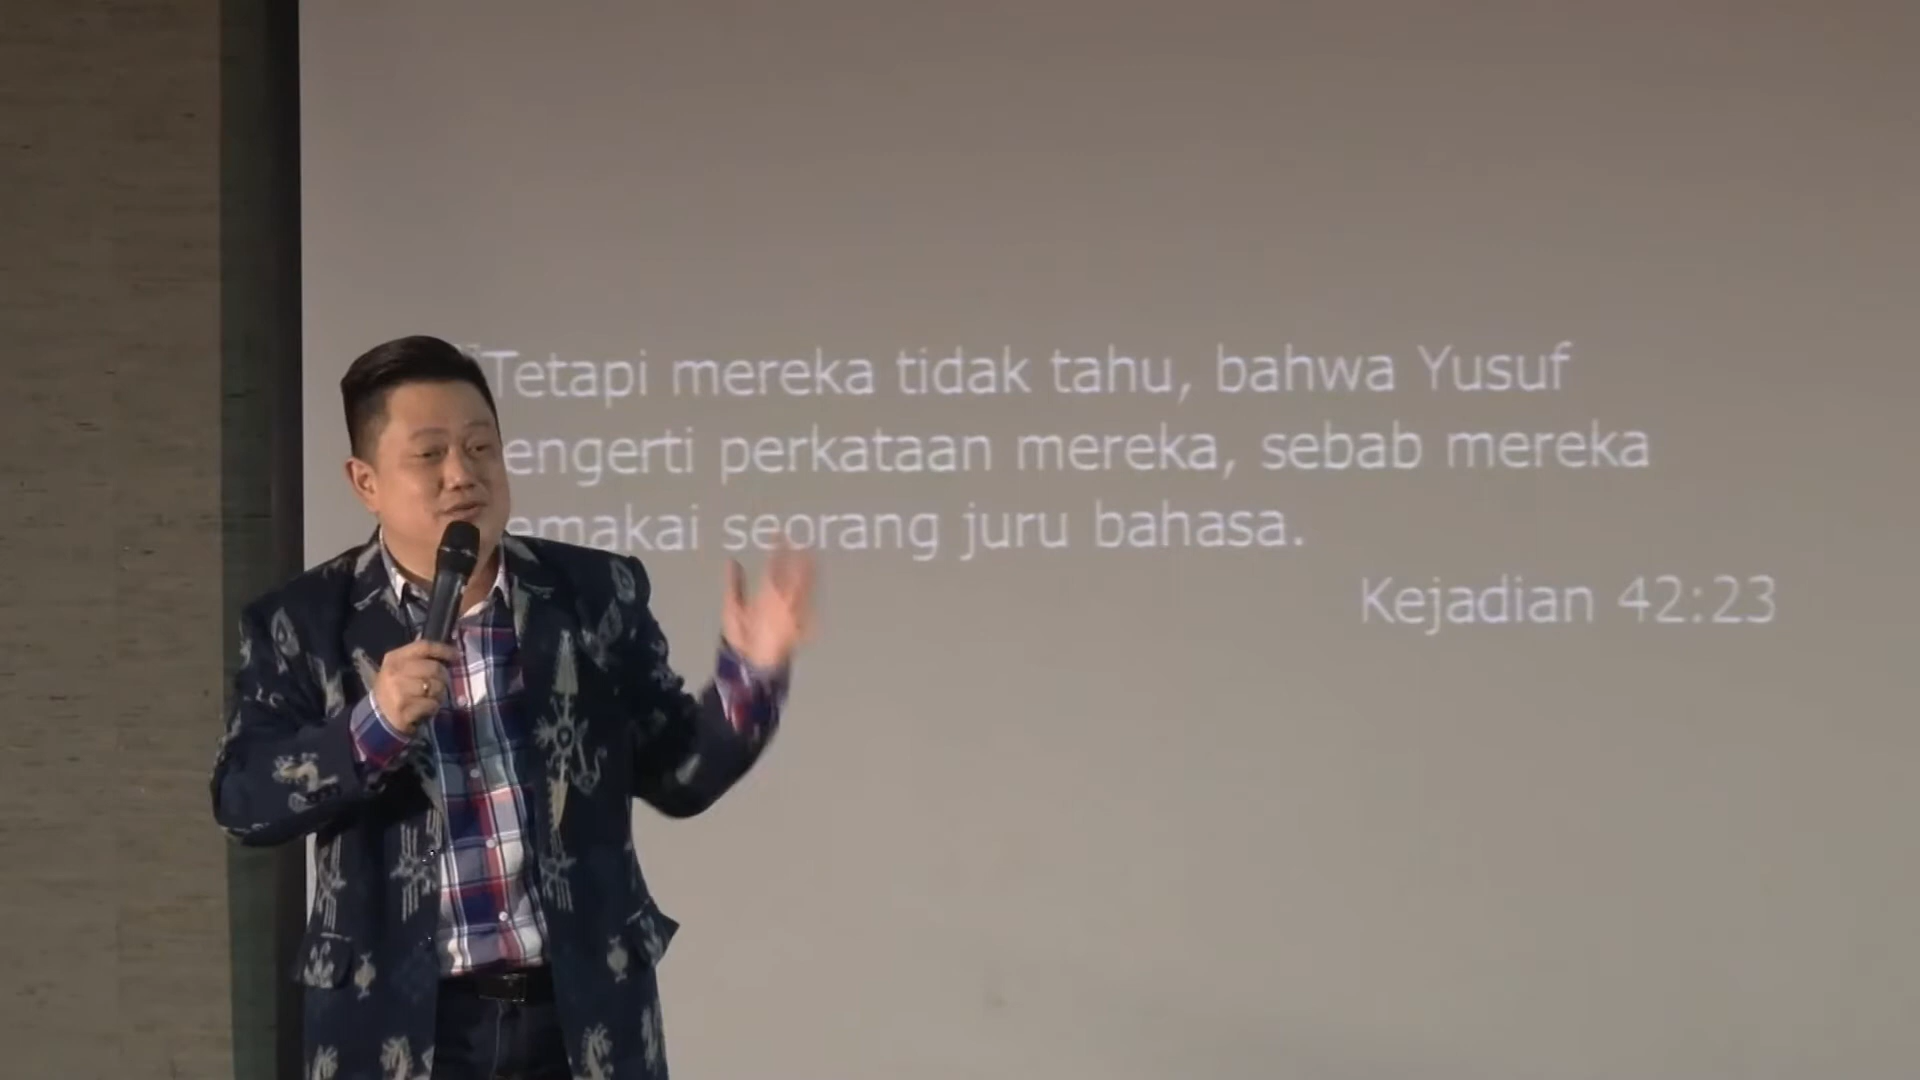 "Tetapi mereka tidak tahu, bahwa Yusuf
perkataan mereka, sebab mereka
seorang juru bahasa.
Kejadian 42:23